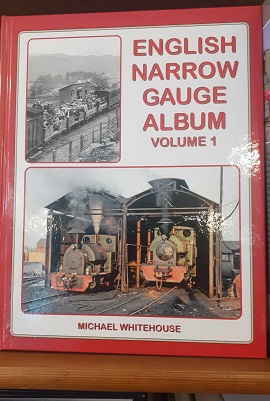 ENGLISH
NARROW
GAUGE
ALBUM
VOLUME 1
MICHAEL WHITEHOUSE